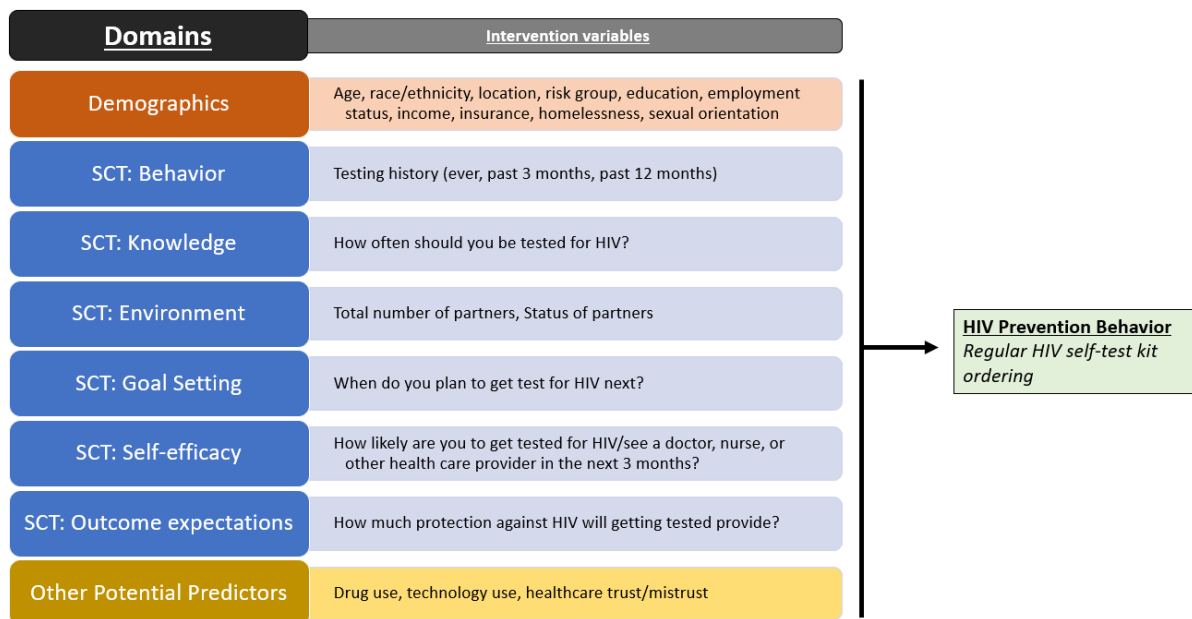 Domains
Intervention variables
Demographics
Age, race/ethnicity, location, risk group, education, employment
status, income, insurance, homelessness, sexual orientation
SCT: Behavior
Testing history (ever, past 3 months, past 12 months)
SCT: Knowledge
How often should you be tested for HIV?
SCT: Environment
Total number of partners, Status of partners
SCT: Goal Setting
When do you plan to get test for HIV next?
SCT: Self-efficacy
How likely are you to get tested for HIV/see a doctor, nurse, or
other health care provider in the next 3 months?
SCT: Outcome expectations
How much protection against HIV will getting tested provide?
Other Potential Predictors
Drug use, technology use, healthcare trust/mistrust
HIV Prevention Behavior
Regular HIV self-test kit
ordering